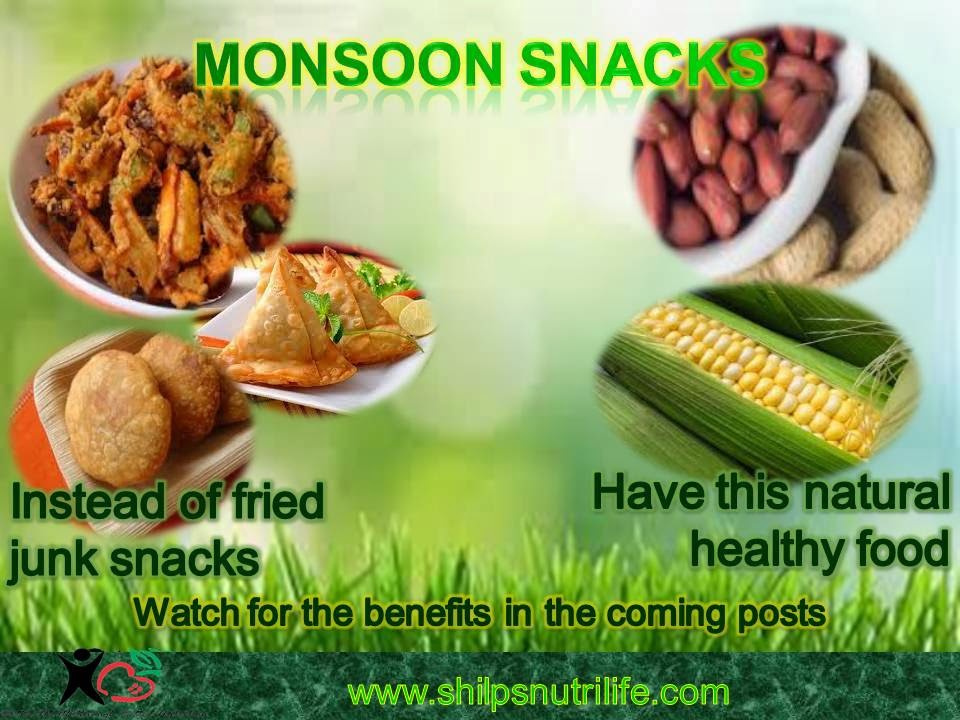 MONSOON SNACKS
Instead of fried
junk snacks
Have this natural
healthy food
Watch for the benefits in the coming posts
www.shilpsnutrilife.com